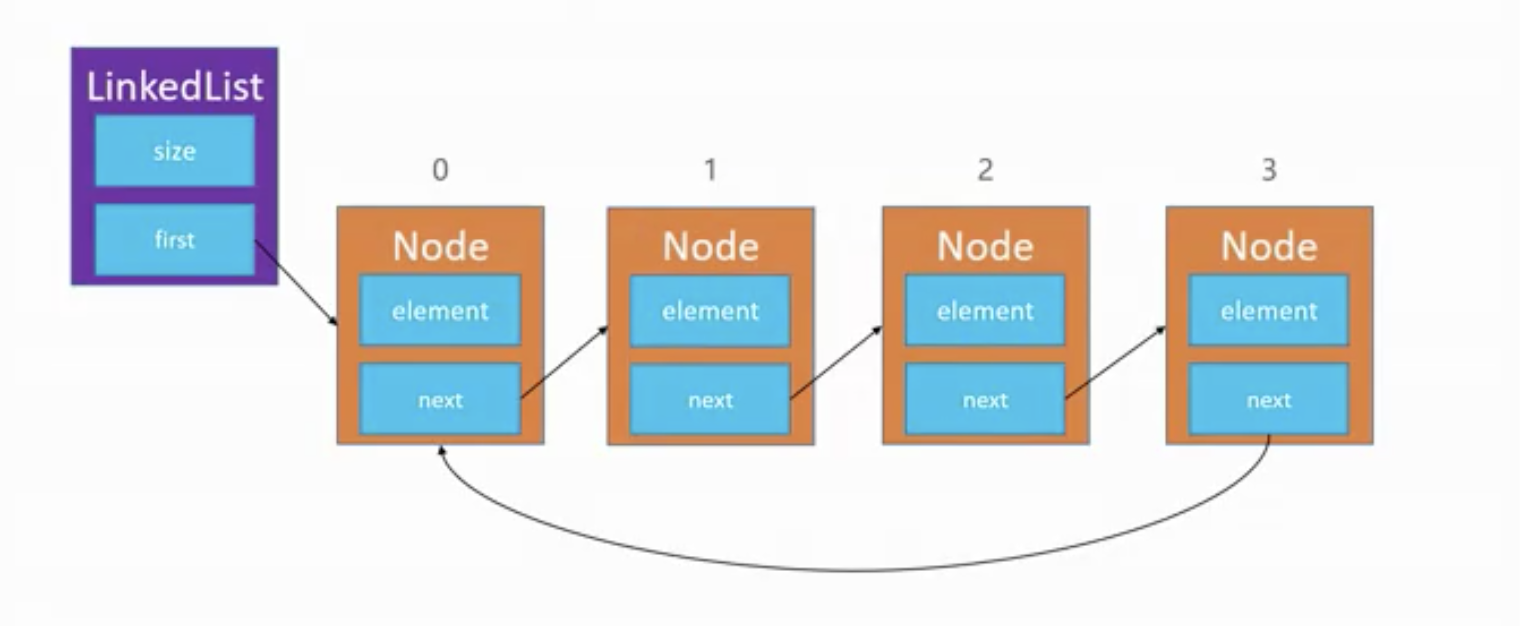 LinkedList
size
first
0
1
2
3
Node
element
next
Node
element
next
Node
element
next
Node
element
next